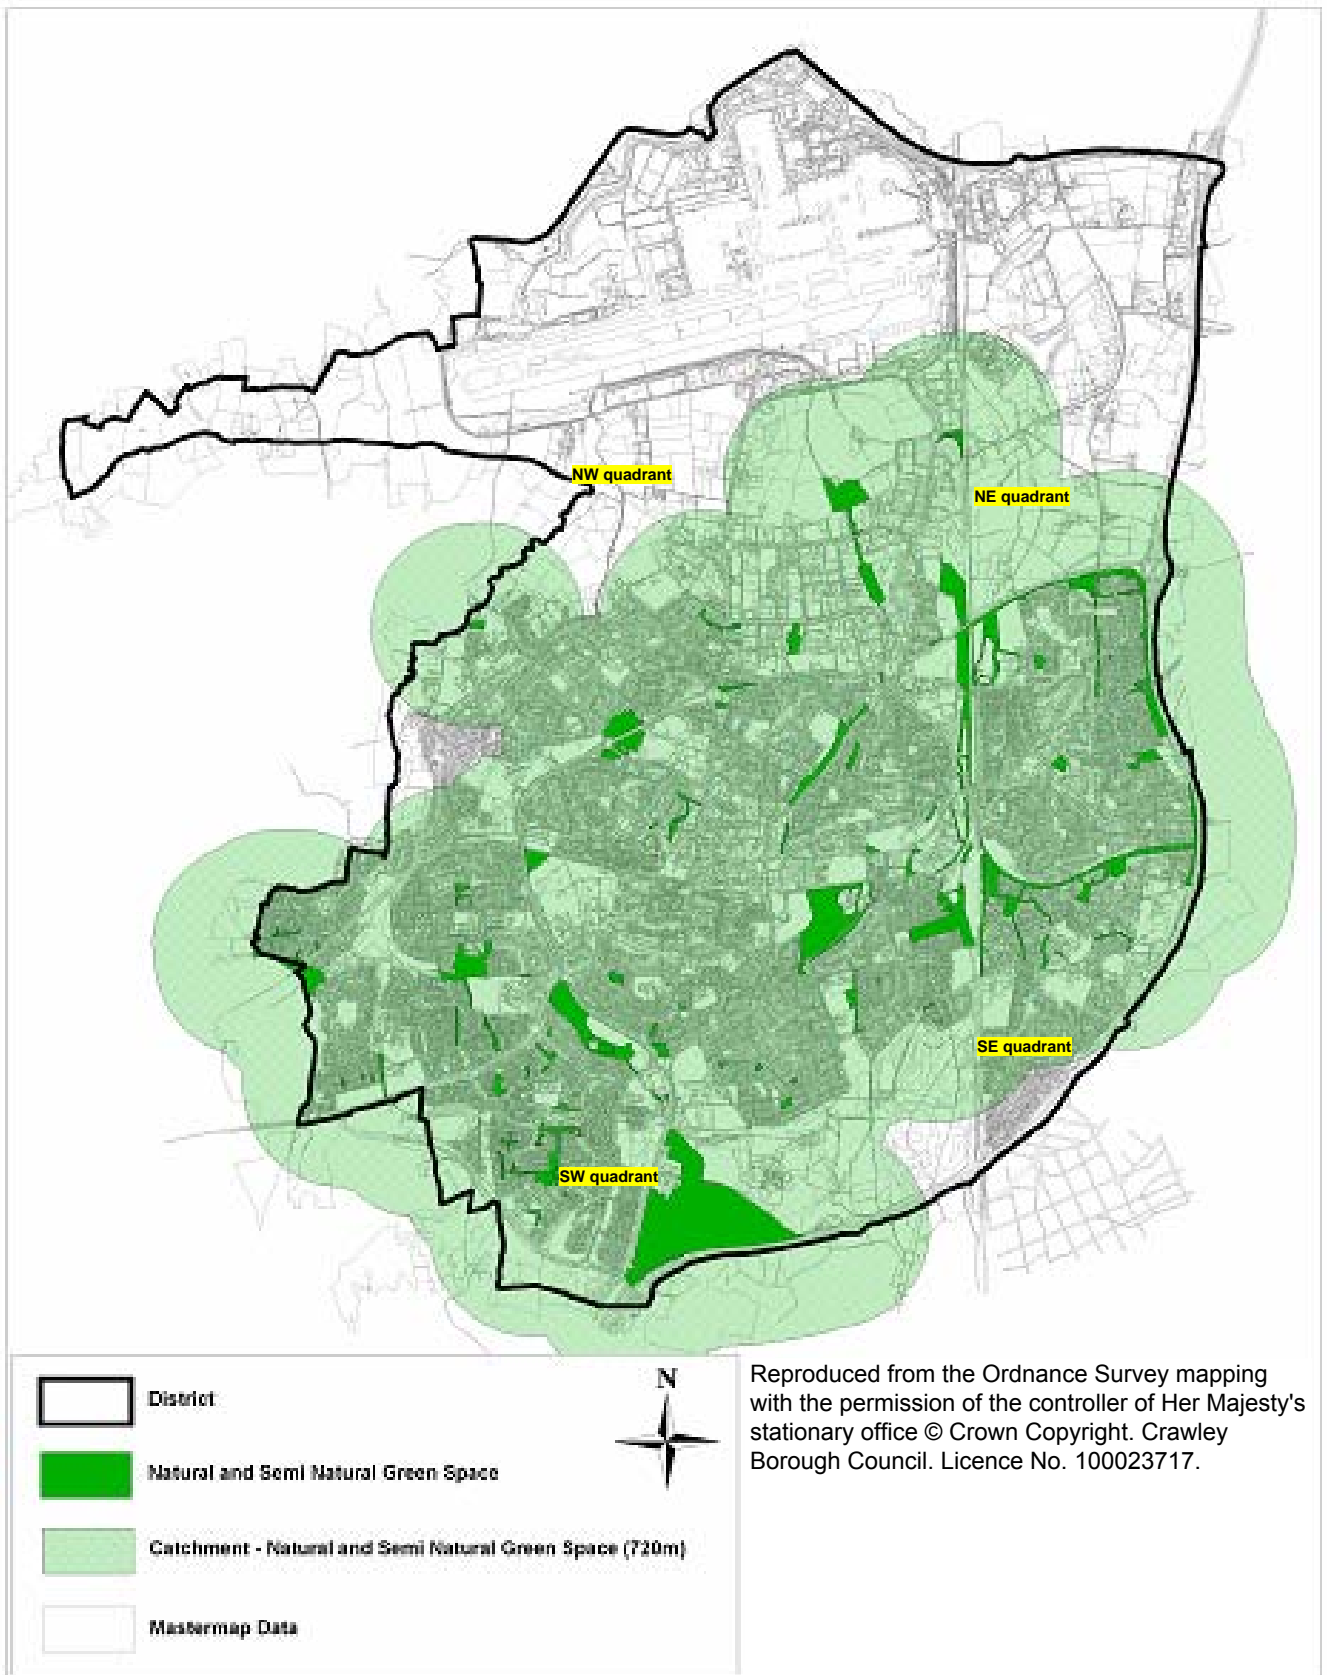 NW quadrant
NE quadrant
SE quadrant
SW quadrant
N
District
Natural and Semi Natural Green Space
Catchment - Natural and Semi Natural Green Space (720m)
Mastermap Data
Reproduced from the Ordnance Survey mapping
with the permission of the controller of Her Majesty's
stationary office © Crown Copyright. Crawley
Borough Council. Licence No. 100023717.